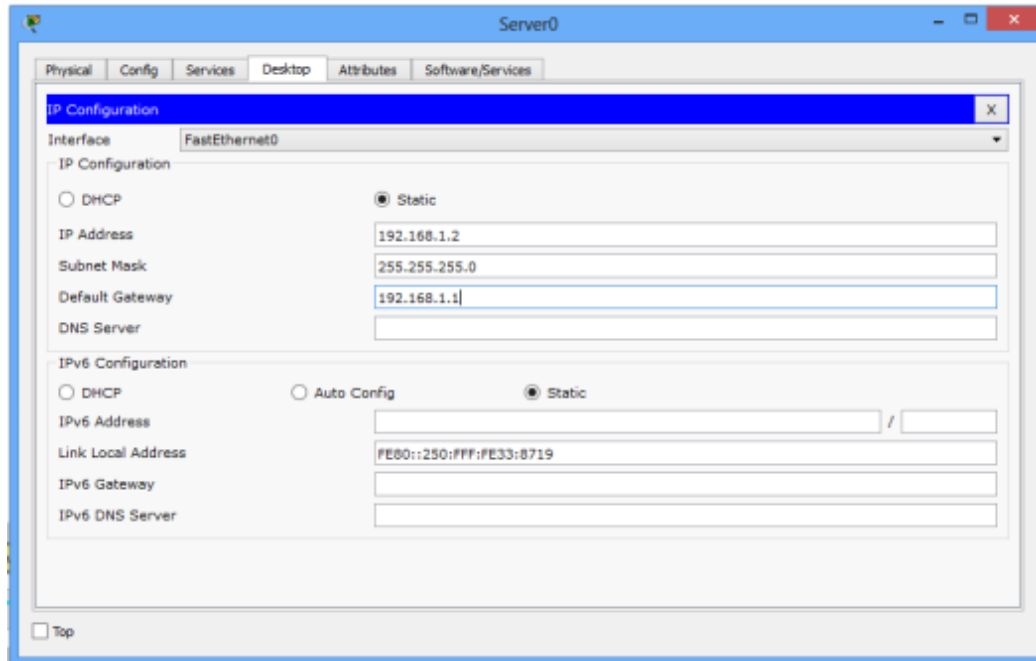 Server0
Physical Config Services Desktop Attributes Software/Services
IP Configuration X
Interface FastEthernet0
IP Configuration
DHCP Static
IP Address 192.168.1.2
Subnet Mask 255.255.255.0
Default Gateway 192.168.1.1
DNS Server
IPv6 Configuration
DHCP Auto Config Static
IPv6 Address /
Link Local Address FE80::250:FFF:FE33:8719
IPv6 Gateway
IPv6 DNS Server
Top